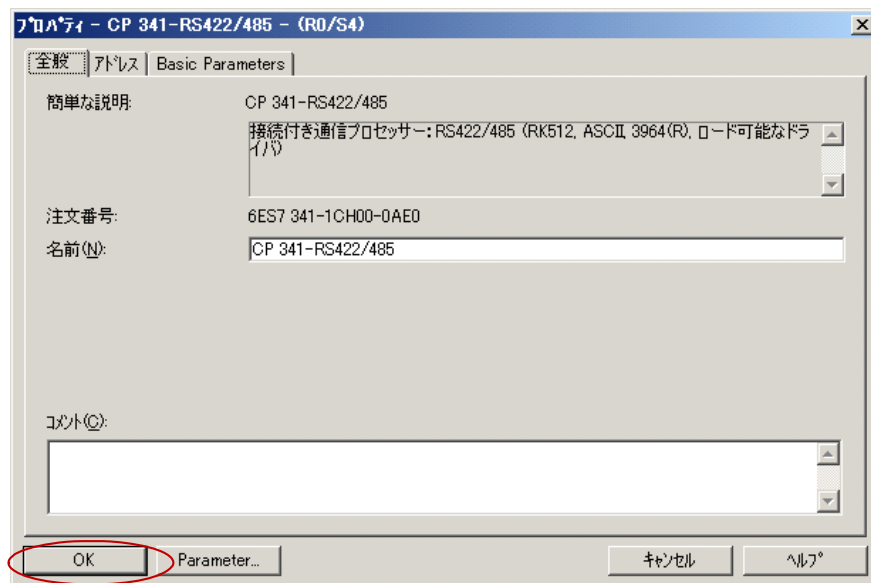 ﾌﾟﾛﾊﾟﾃｨ - CP 341-RS422/485 - (R0/S4)
全般 ｱﾄﾞﾚｽ Basic Parameters
簡単な説明: CP 341-RS422/485
接続付き通信プロセッサー: RS422/485 (RK512, ASCII, 3964(R), ロード可能なドラ
イバ)
注文番号: 6ES7 341-1CH00-0AE0
名前(N): CP 341-RS422/485
ｺﾒﾝﾄ(C):
OK Parameter... ｷｬﾝｾﾙ ﾍﾙﾌﾟ